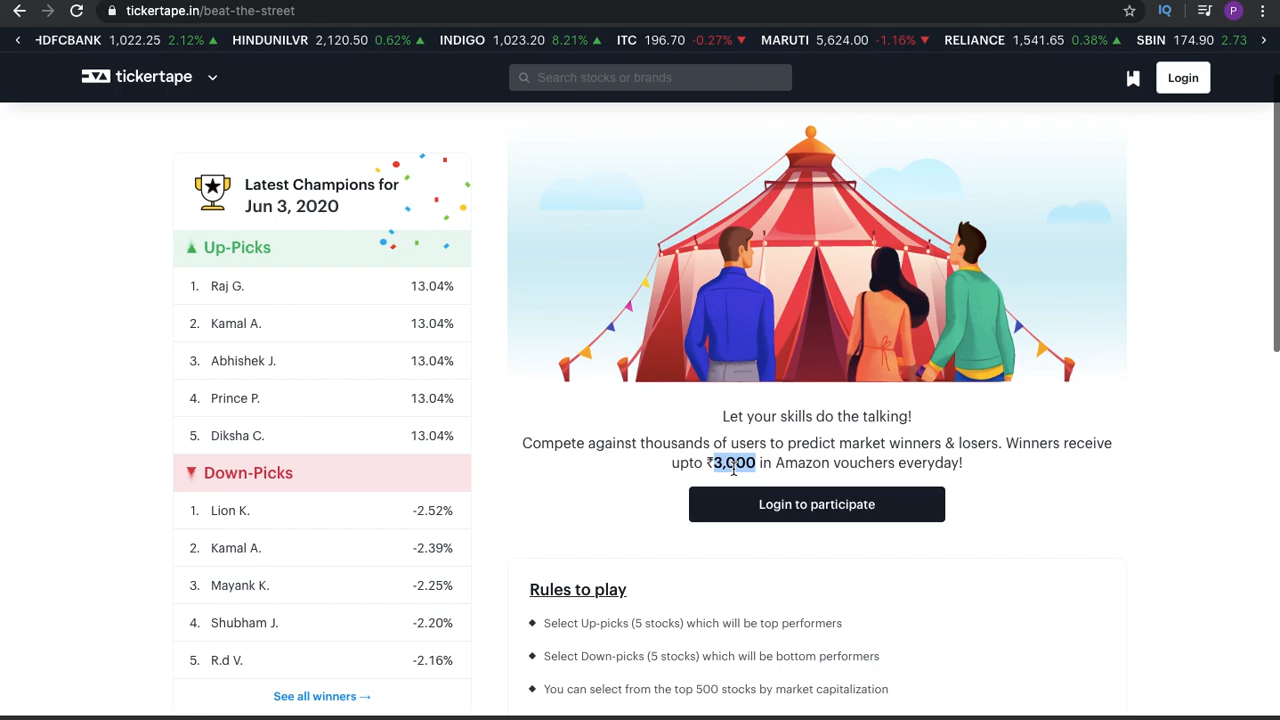 tickertape.in/beat-the-street
IQ
P
HDFCBANK 1,022.25 2.12% ▲ HINDUNILVR 2,120.50 0.62% ▲ INDIGO 1,023.20 8.21% ▲ ITC 196.70 -0.27% ▼ MARUTI 5,624.00 -1.16% ▼ RELIANCE 1,541.65 0.38% ▲ SBIN 174.90 2.73
tickertape
Search stocks or brands
Login
Latest Champions for
Jun 3, 2020
▲ Up-Picks
1. Raj G. 13.04%
2. Kamal A. 13.04%
3. Abhishek J. 13.04%
4. Prince P. 13.04%
5. Diksha C. 13.04%
▼ Down-Picks
1. Lion K. -2.52%
2. Kamal A. -2.39%
3. Mayank K. -2.25%
4. Shubham J. -2.20%
5. R.d V. -2.16%
See all winners →
Let your skills do the talking!
Compete against thousands of users to predict market winners & losers. Winners receive
upto ₹3,000 in Amazon vouchers everyday!
Login to participate
Rules to play
◆ Select Up-picks (5 stocks) which will be top performers
◆ Select Down-picks (5 stocks) which will be bottom performers
◆ You can select from the top 500 stocks by market capitalization